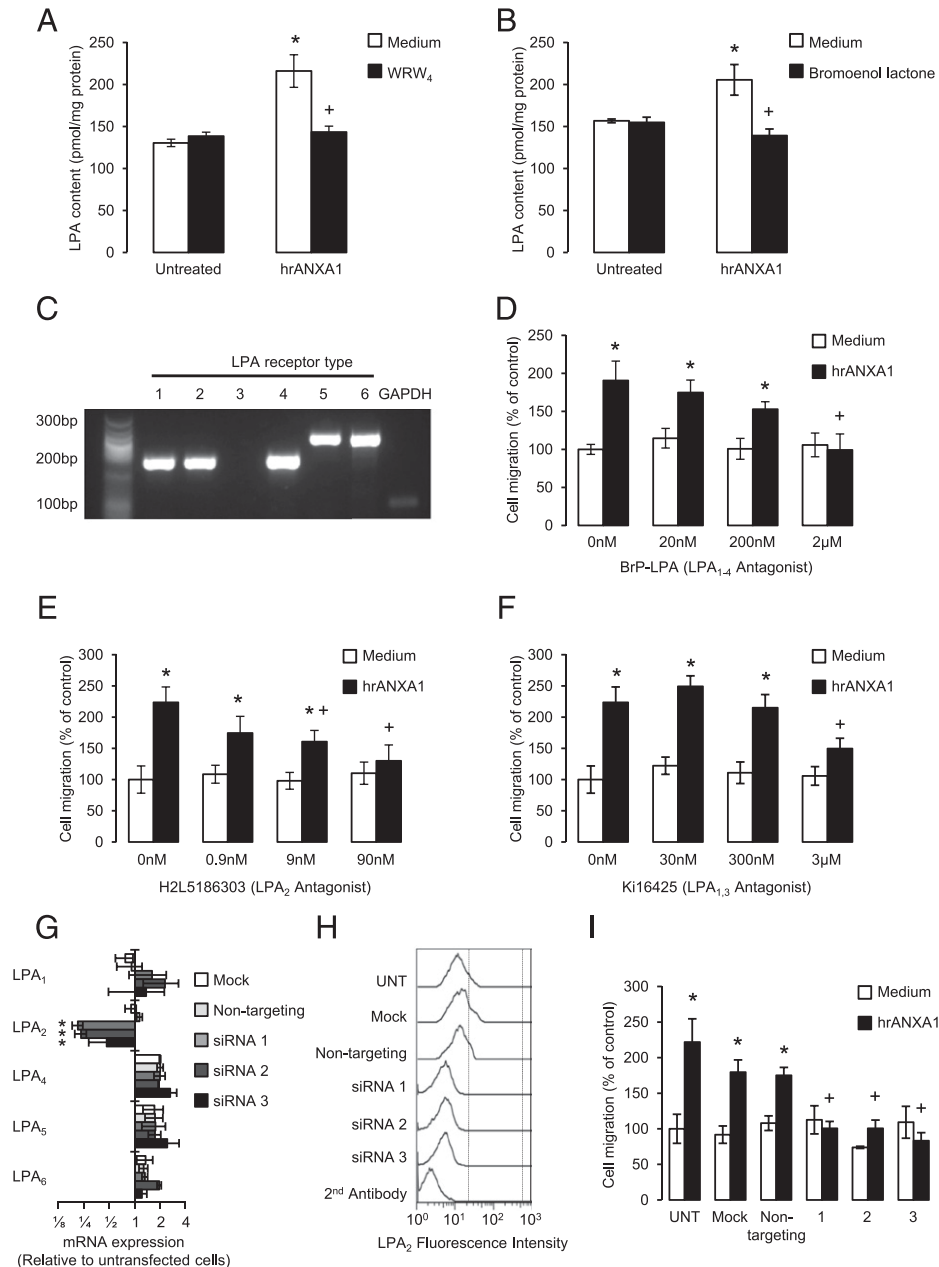 A
LPA content (pmol/mg protein)
250
200
150
100
50
0
*
+
Medium
WRW₄
Untreated
hrANXA1
B
LPA content (pmol/mg protein)
250
200
150
100
50
0
*
+
Medium
Bromoenol lactone
Untreated
hrANXA1
C
LPA receptor type
1 2 3 4 5 6 GAPDH
300bp
200bp
100bp
D
Cell migration (% of control)
250
200
150
100
50
0
* * * +
Medium
hrANXA1
0nM 20nM 200nM 2µM
BrP-LPA (LPA₁₋₄ Antagonist)
E
Cell migration (% of control)
300
250
200
150
100
50
0
* * * + +
Medium
hrANXA1
0nM 0.9nM 9nM 90nM
H2L5186303 (LPA₂ Antagonist)
F
Cell migration (% of control)
300
250
200
150
100
50
0
* * * +
Medium
hrANXA1
0nM 30nM 300nM 3µM
Ki16425 (LPA₁,₃ Antagonist)
G
LPA₁
LPA₂
*
*
*
LPA₄
LPA₅
LPA₆
Mock
Non-targeting
siRNA 1
siRNA 2
siRNA 3
⅛ ¼ ½ 1 2 4
mRNA expression
(Relative to untransfected cells)
H
UNT
Mock
Non-targeting
siRNA 1
siRNA 2
siRNA 3
2ⁿᵈ Antibody
10⁰ 10¹ 10² 10³
LPA₂ Fluorescence Intensity
I
Cell migration (% of control)
300
250
200
150
100
50
0
* * * + + +
Medium
hrANXA1
UNT Mock Non-targeting 1 2 3